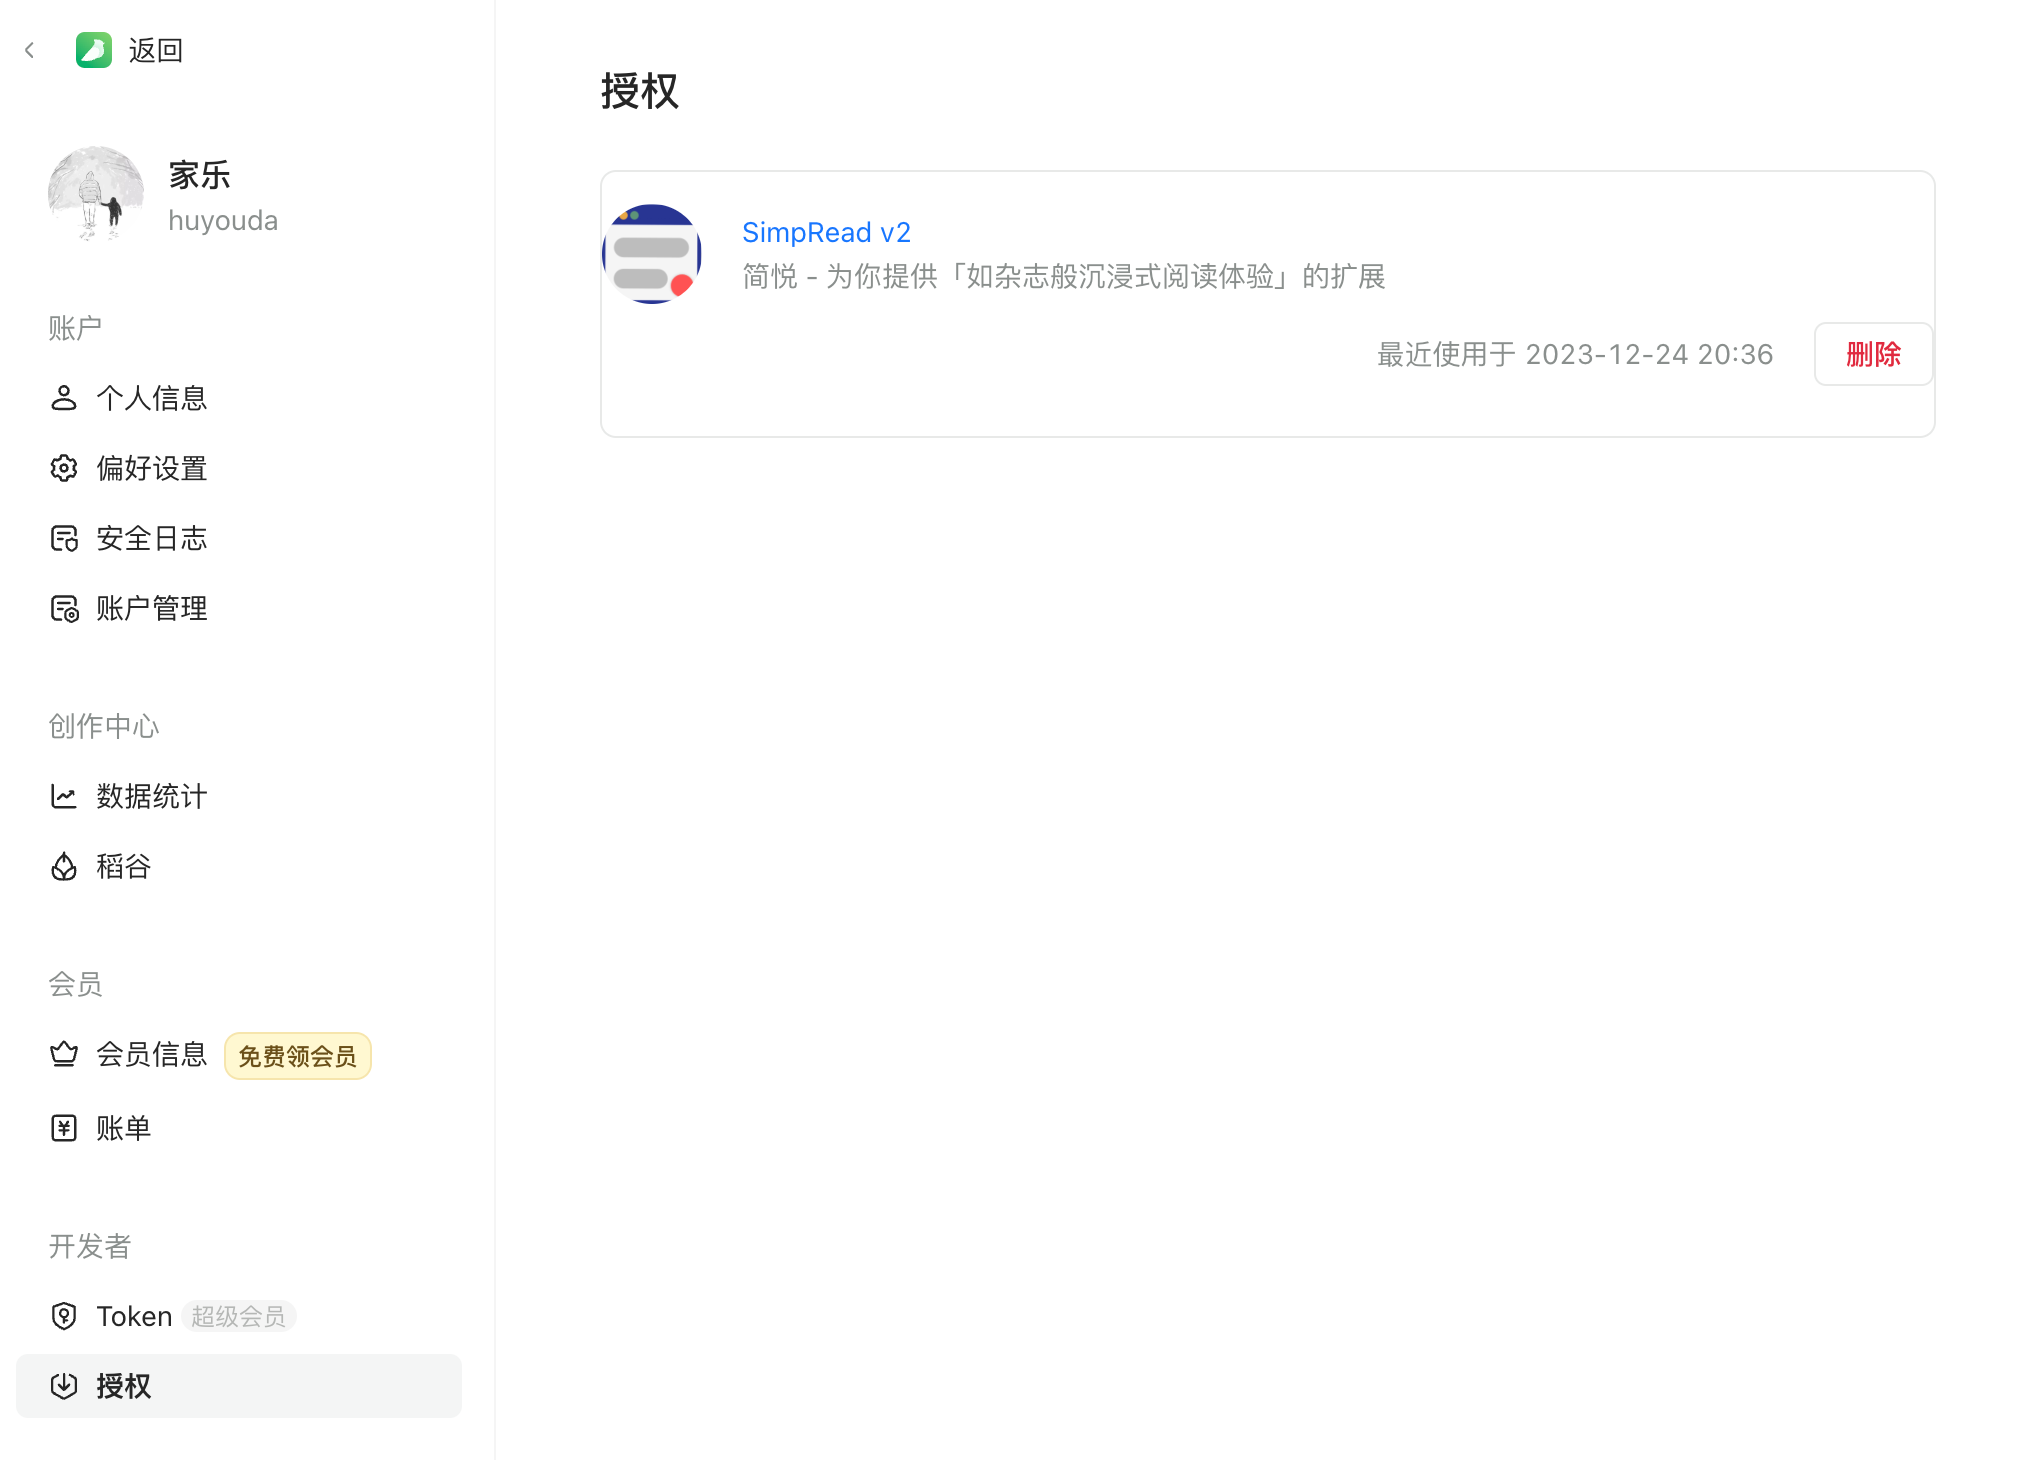 返回
家乐
huyouda
账户
个人信息
偏好设置
安全日志
账户管理
创作中心
数据统计
稻谷
会员
会员信息 免费领会员
账单
开发者
Token 超级会员
授权
授权
SimpRead v2
简悦 - 为你提供「如杂志般沉浸式阅读体验」的扩展
最近使用于 2023-12-24 20:36 删除